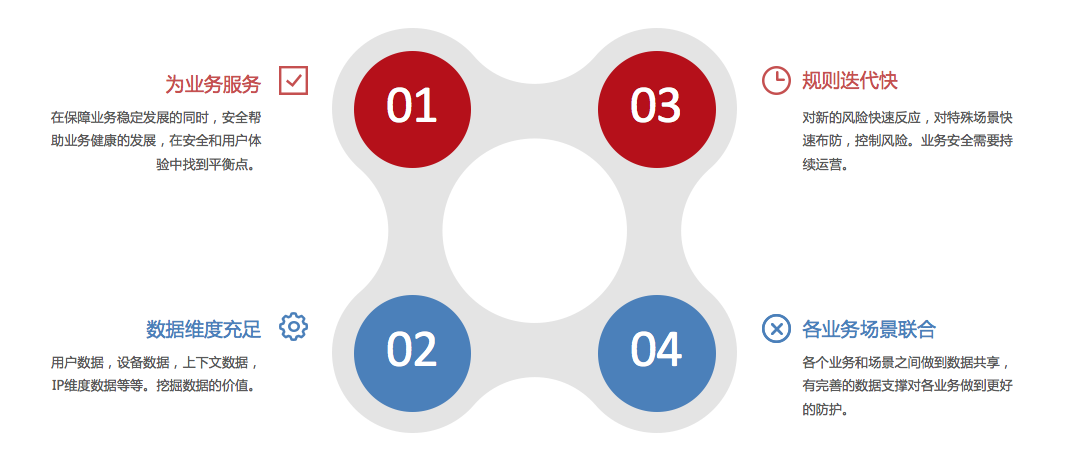 为业务服务
在保障业务稳定发展的同时，安全帮
助业务健康的发展，在安全和用户体
验中找到平衡点。
01
数据维度充足
用户数据，设备数据，上下文数据，
IP维度数据等等。挖掘数据的价值。
02
03
规则迭代快
对新的风险快速反应，对特殊场景快
速布防，控制风险。业务安全需要持
续运营。
04
各业务场景联合
各个业务和场景之间做到数据共享，
有完善的数据支撑对各业务做到更好
的防护。